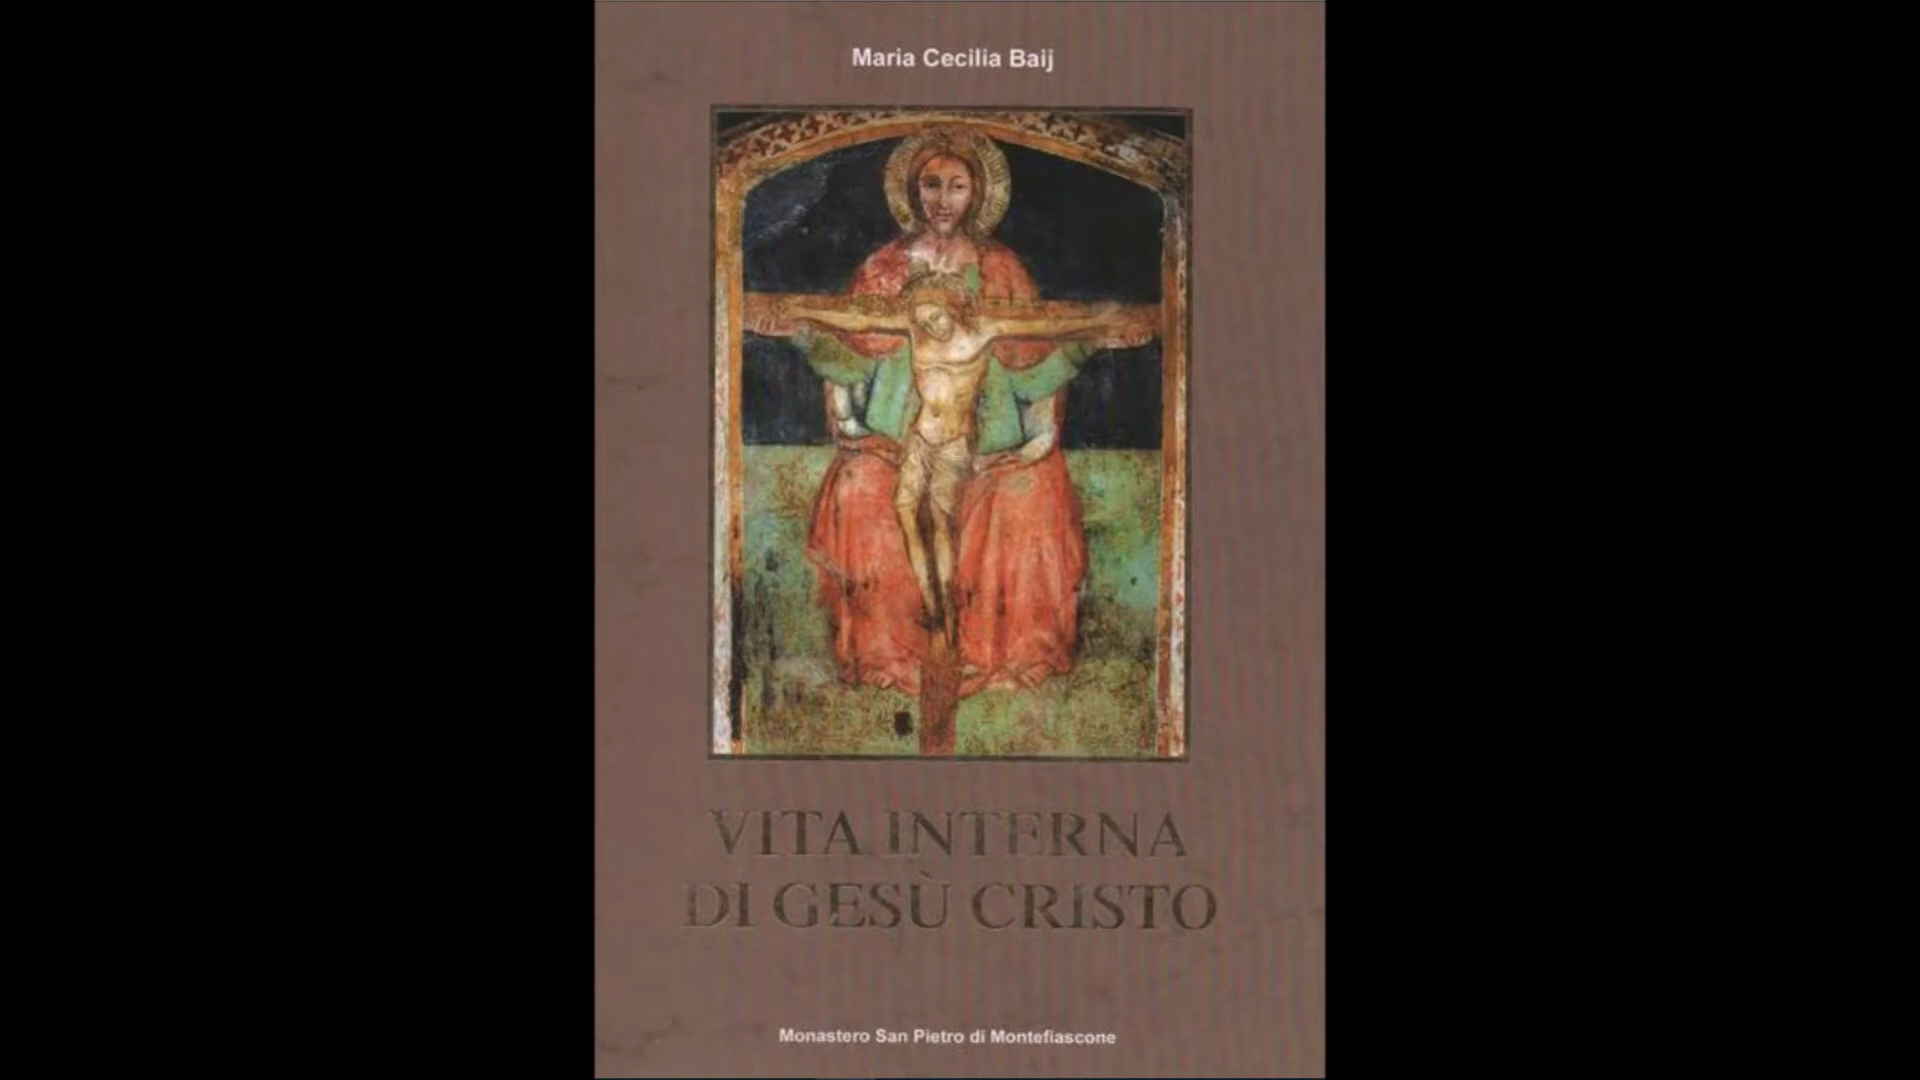 Maria Cecilia Baij
VITA INTERNA
DI GESÙ CRISTO
Monastero San Pietro di Montefiascone